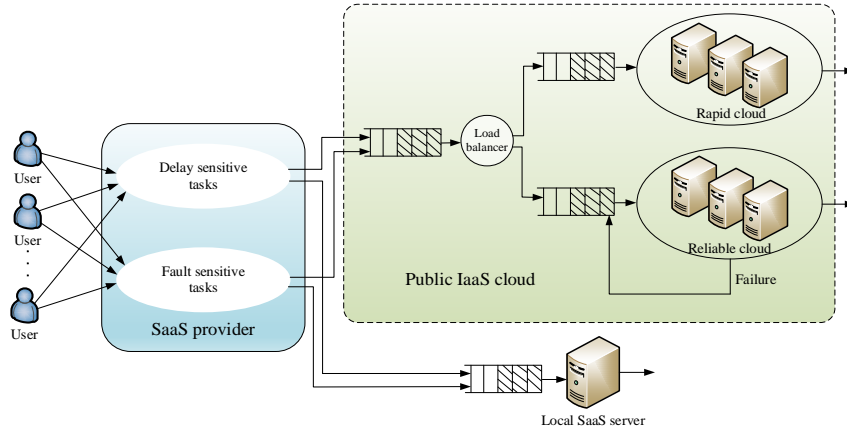 User
User
User
Delay sensitive
tasks
Fault sensitive
tasks
SaaS provider
Load
balancer
Rapid cloud
Reliable cloud
Failure
Public IaaS cloud
Local SaaS server